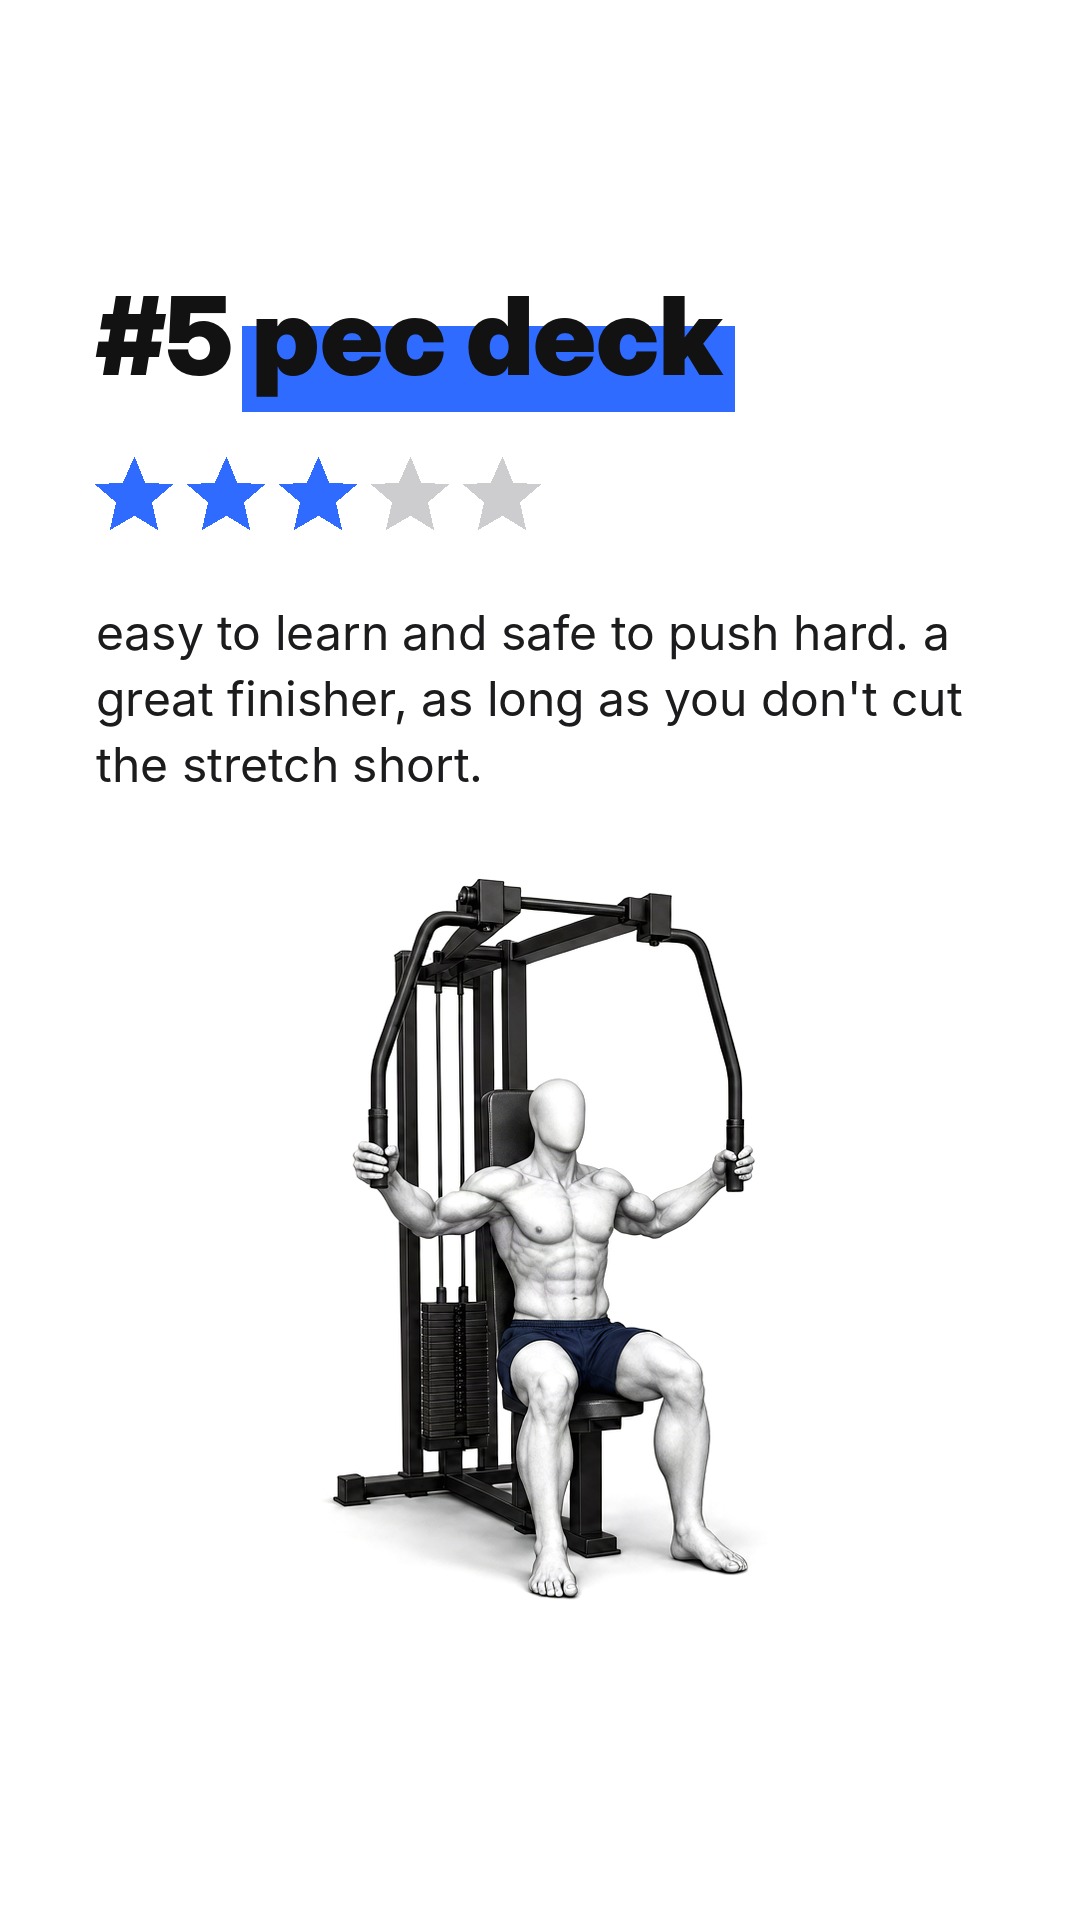 #5 pec deck
easy to learn and safe to push hard. a
great finisher, as long as you don't cut
the stretch short.